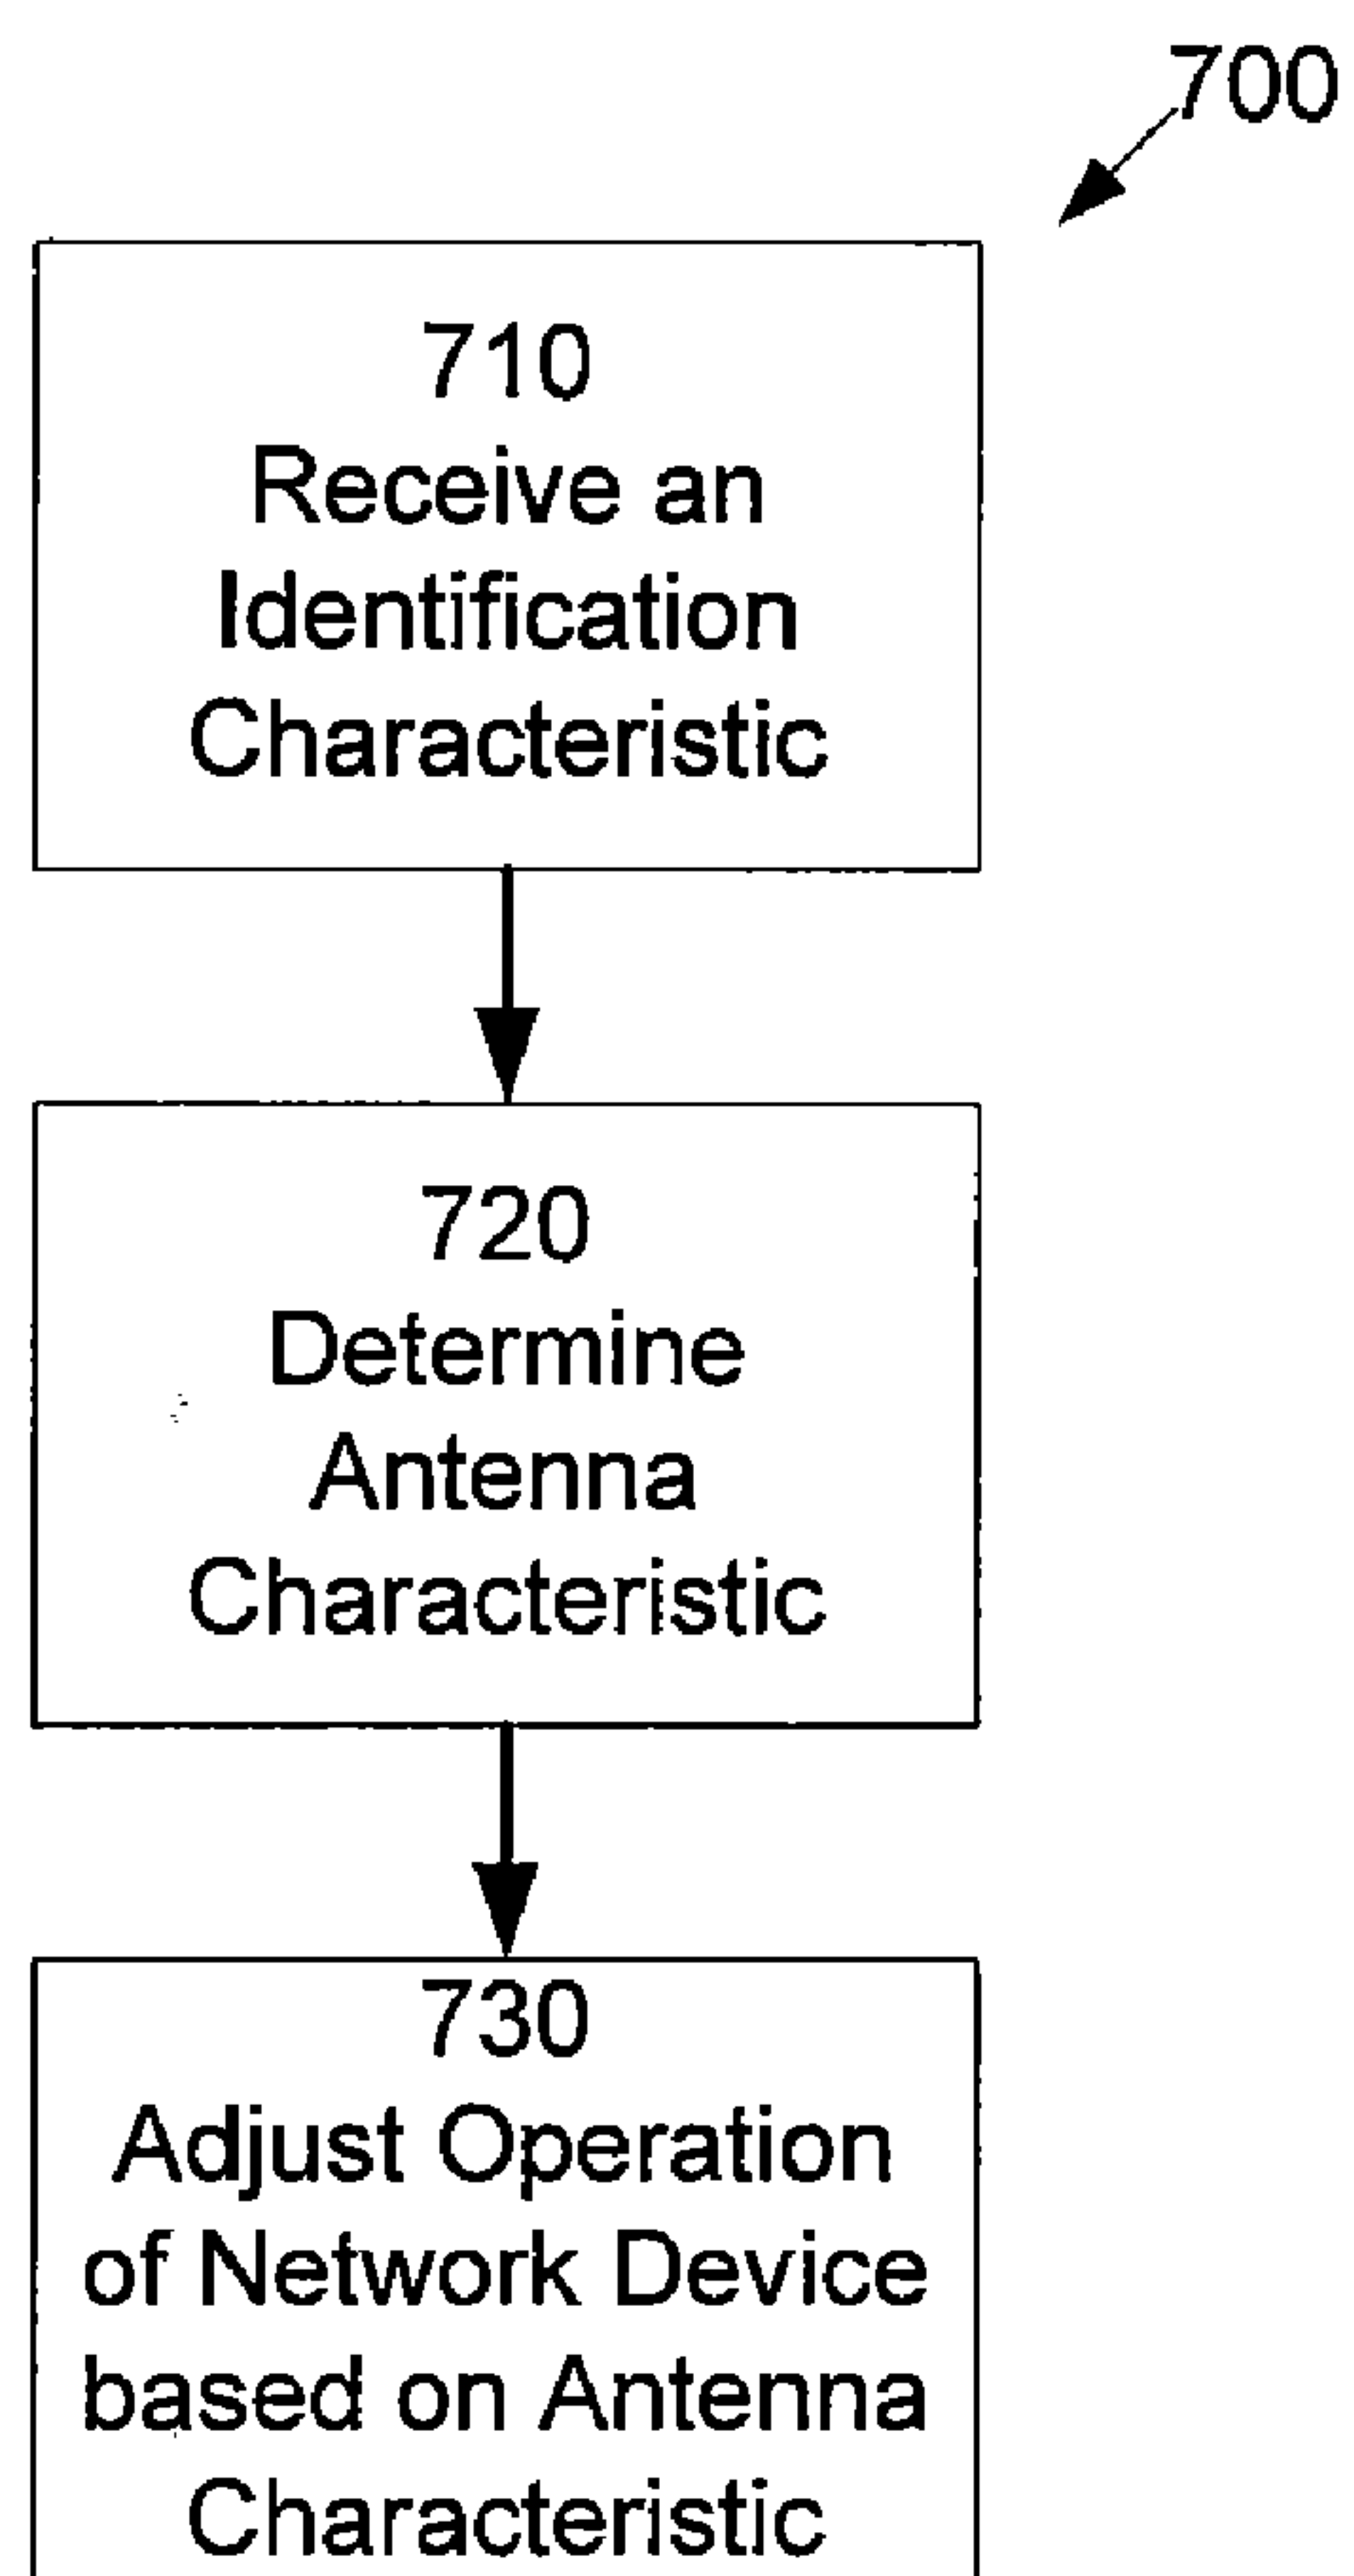 700
710
Receive an
Identification
Characteristic
720
Determine
Antenna
Characteristic
730
Adjust Operation
of Network Device
based on Antenna
Characteristic